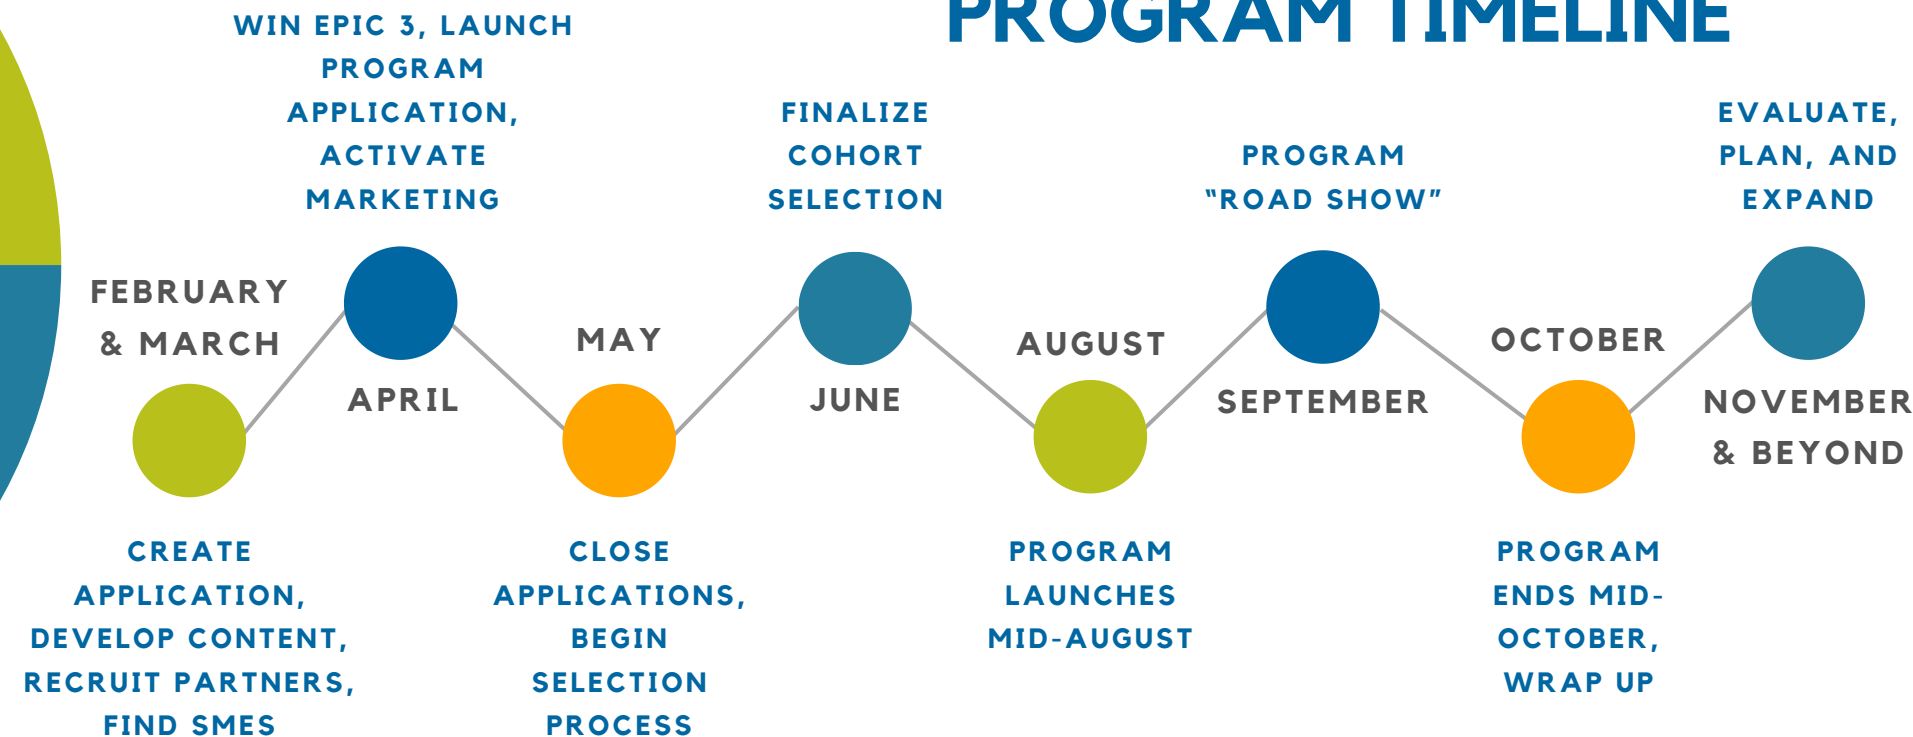 PROGRAM TIMELINE
FEBRUARY
& MARCH
CREATE
APPLICATION,
DEVELOP CONTENT,
RECRUIT PARTNERS,
FIND SMES
WIN EPIC 3, LAUNCH
PROGRAM
APPLICATION,
ACTIVATE
MARKETING
APRIL
MAY
CLOSE
APPLICATIONS,
BEGIN
SELECTION
PROCESS
FINALIZE
COHORT
SELECTION
JUNE
AUGUST
PROGRAM
LAUNCHES
MID-AUGUST
PROGRAM
“ROAD SHOW”
SEPTEMBER
OCTOBER
PROGRAM
ENDS MID-
OCTOBER,
WRAP UP
EVALUATE,
PLAN, AND
EXPAND
NOVEMBER
& BEYOND